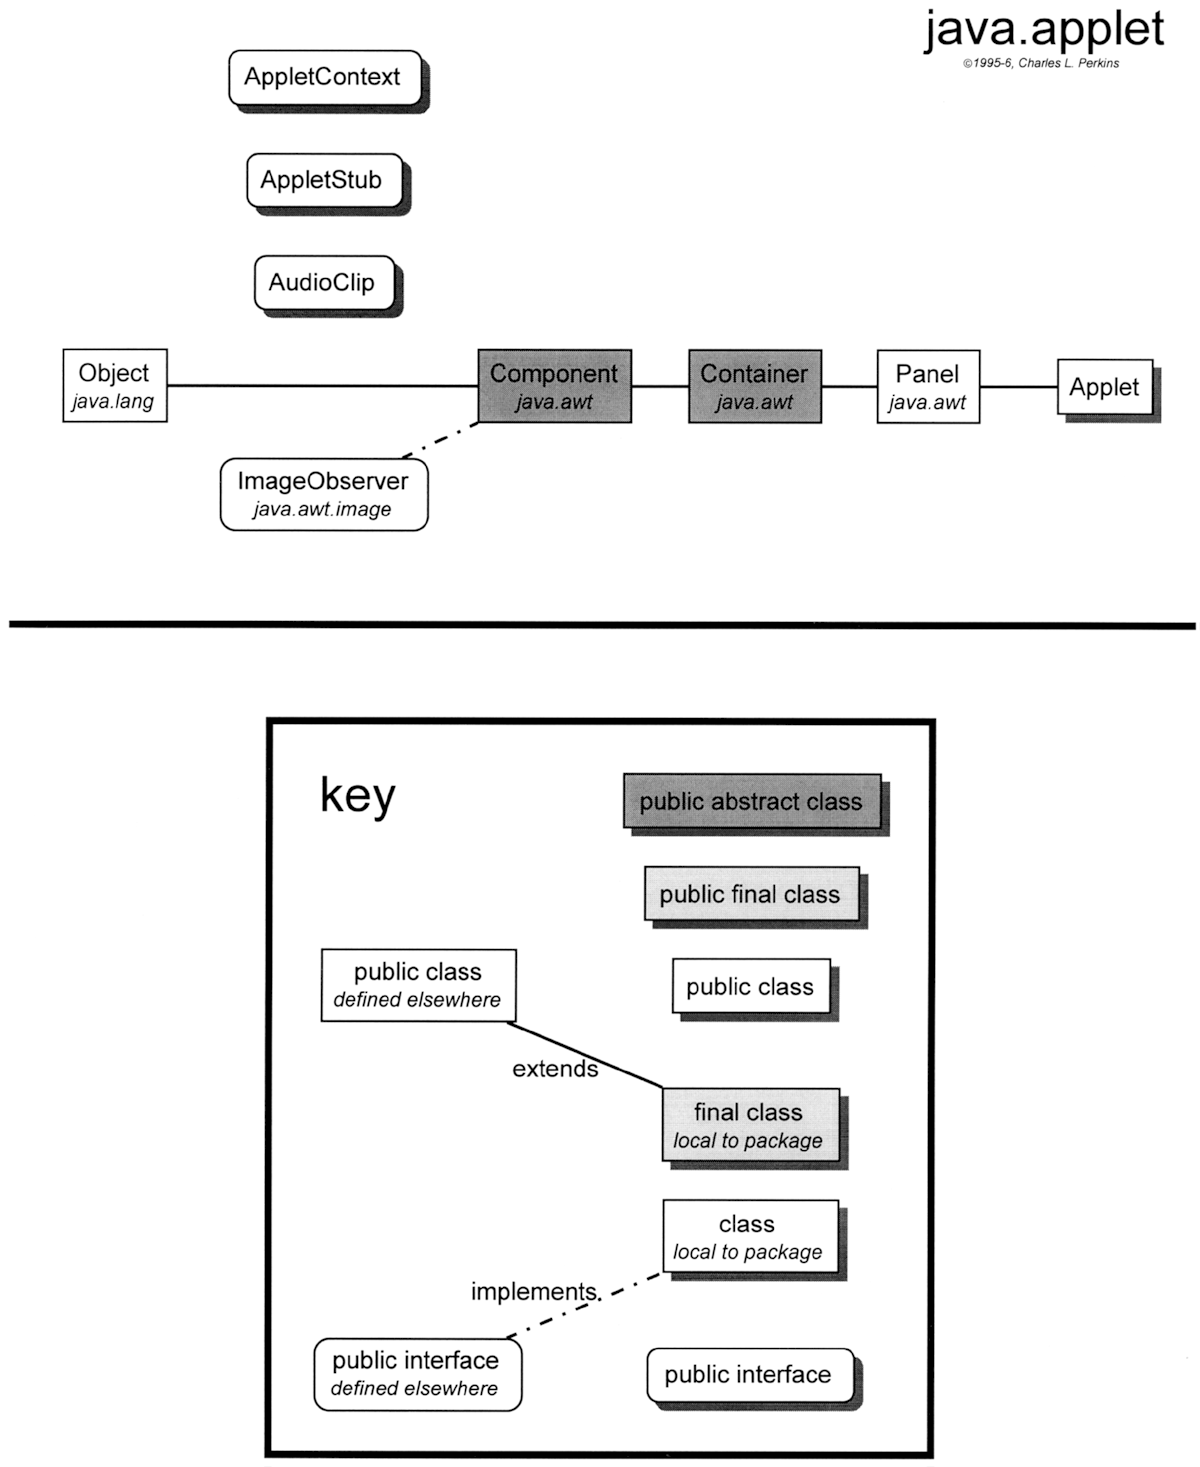 java.applet
©1995-6, Charles L. Perkins
AppletContext
AppletStub
AudioClip
Object
java.lang
Component
java.awt
Container
java.awt
Panel
java.awt
Applet
ImageObserver
java.awt.image
key
public abstract class
public final class
public class
defined elsewhere
public class
extends
final class
local to package
class
local to package
implements
public interface
defined elsewhere
public interface